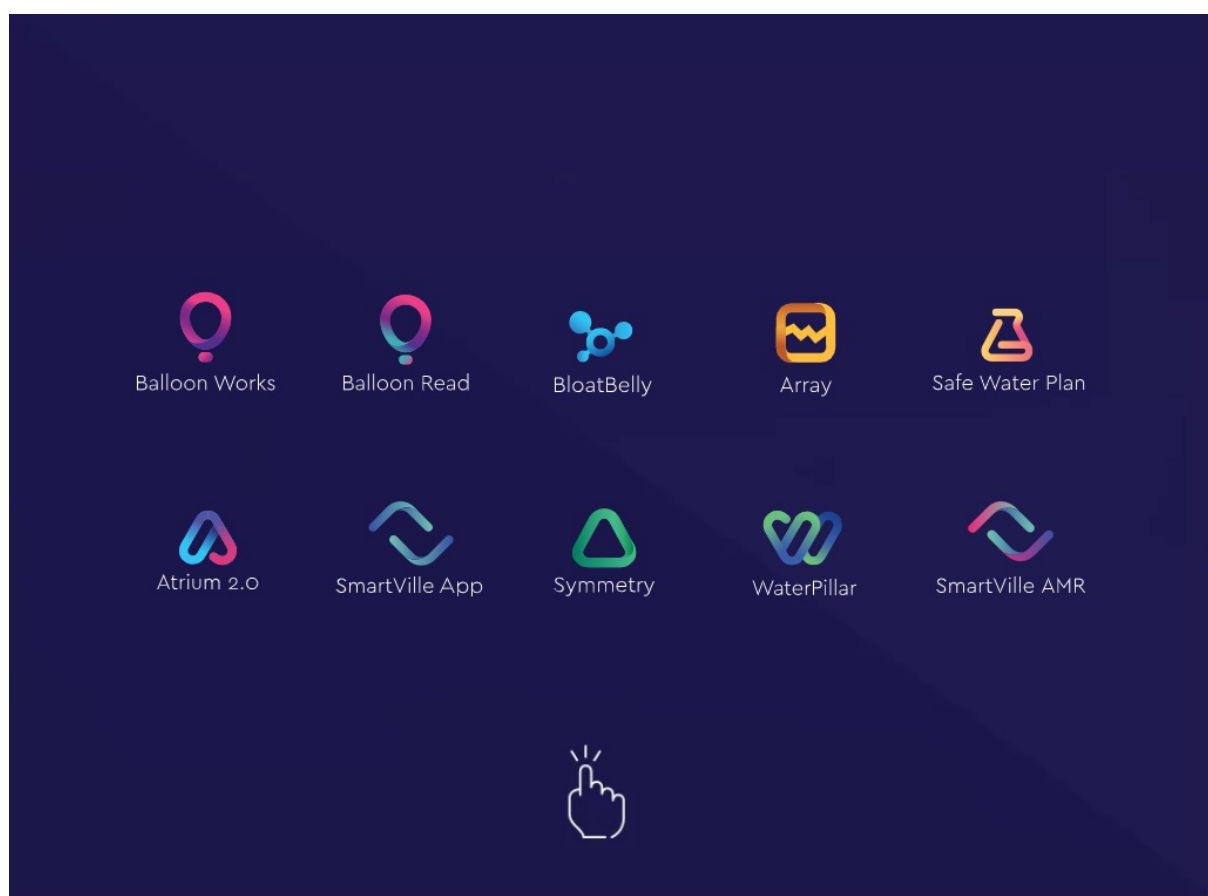 Balloon Works
Balloon Read
BloatBelly
Array
Safe Water Plan
Atrium 2.0
SmartVille App
Symmetry
WaterPillar
SmartVille AMR